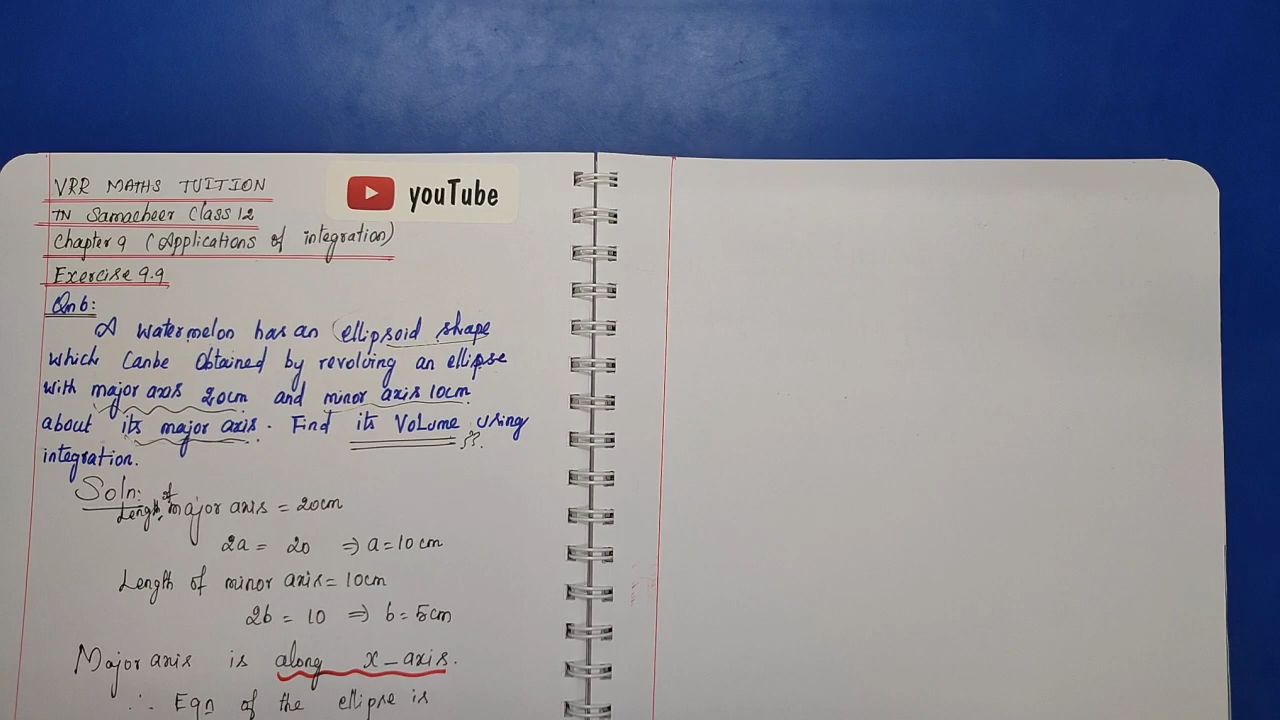 VRR MATHS TUITION
youTube
TN Samacheer Class 12
Chapter 9 (Applications of integration)
Exercise 9.9
Qn 6:
A watermelon has an ellipsoid shape
which Canbe Obtained by revolving an ellipse
with major axis 20cm and minor axis 10cm
about its major axis. Find its Volume using
integration.
Soln:
Length of major axis = 20cm
2a = 20 ⇒ a = 10 cm
Length of minor axis = 10cm
2b = 10 ⇒ b = 5cm
Major axis is along x-axis.
∴ Eqn of the ellipse is